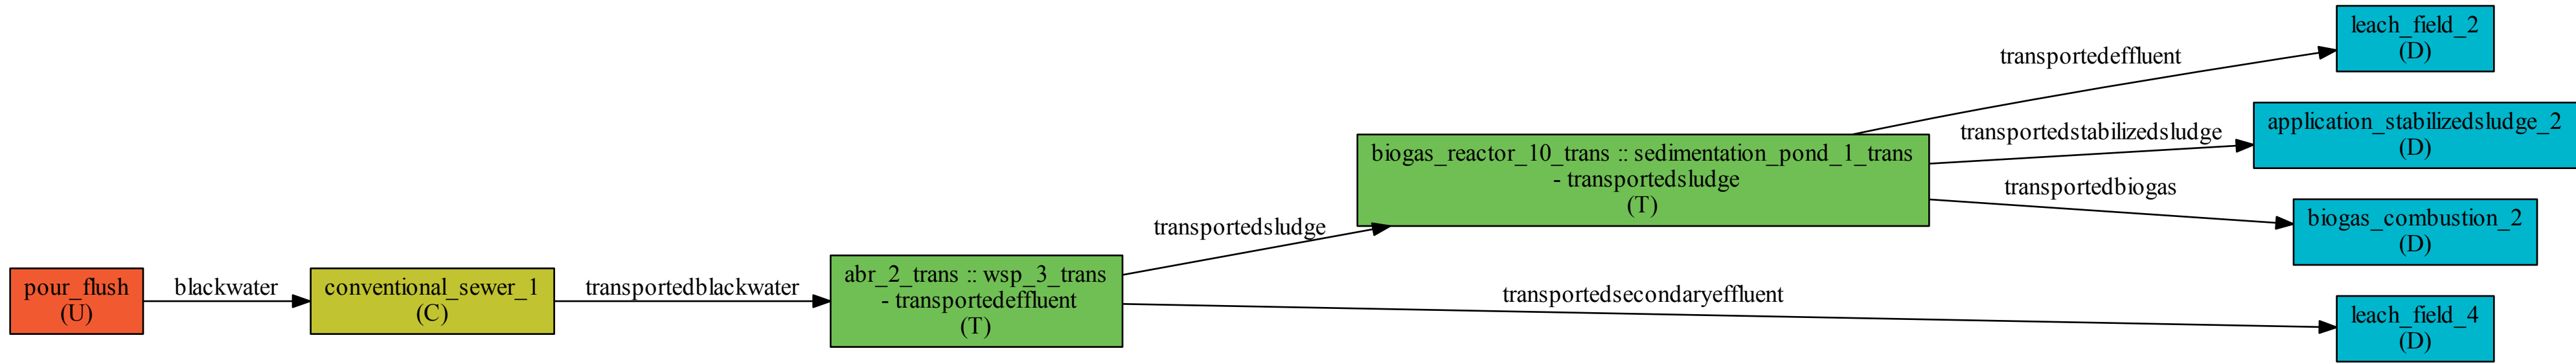 pour_flush
(U)
blackwater
conventional_sewer_1
(C)
transportedblackwater
abr_2_trans :: wsp_3_trans
- transportedeffluent
(T)
transportedsludge
transportedsecondaryeffluent
biogas_reactor_10_trans :: sedimentation_pond_1_trans
- transportedsludge
(T)
transportedeffluent
transportedstabilizedsludge
transportedbiogas
leach_field_2
(D)
application_stabilizedsludge_2
(D)
biogas_combustion_2
(D)
leach_field_4
(D)